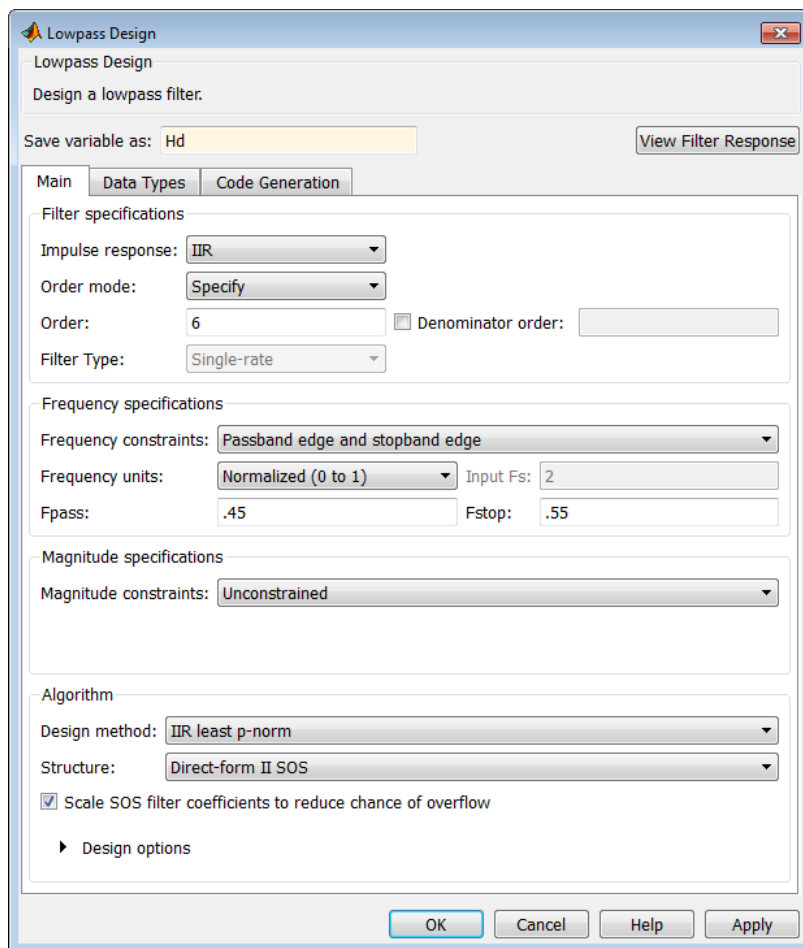 Lowpass Design
Lowpass Design
Design a lowpass filter.
Save variable as: Hd View Filter Response
Main Data Types Code Generation
Filter specifications
Impulse response: IIR
Order mode: Specify
Order: 6 Denominator order:
Filter Type: Single-rate
Frequency specifications
Frequency constraints: Passband edge and stopband edge
Frequency units: Normalized (0 to 1) Input Fs: 2
Fpass: .45 Fstop: .55
Magnitude specifications
Magnitude constraints: Unconstrained
Algorithm
Design method: IIR least p-norm
Structure: Direct-form II SOS
Scale SOS filter coefficients to reduce chance of overflow
Design options
OK Cancel Help Apply